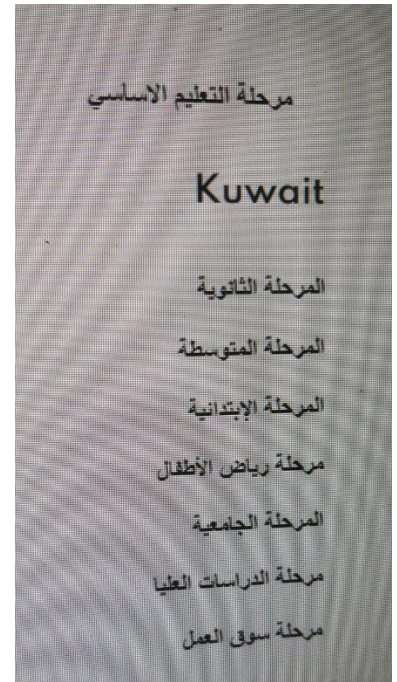 مرحلة التعليم الاساسي
Kuwait
المرحلة الثانوية
المرحلة المتوسطة
المرحلة الإبتدائية
مرحلة رياض الأطفال
المرحلة الجامعية
مرحلة الدراسات العليا
مرحلة سوق العمل